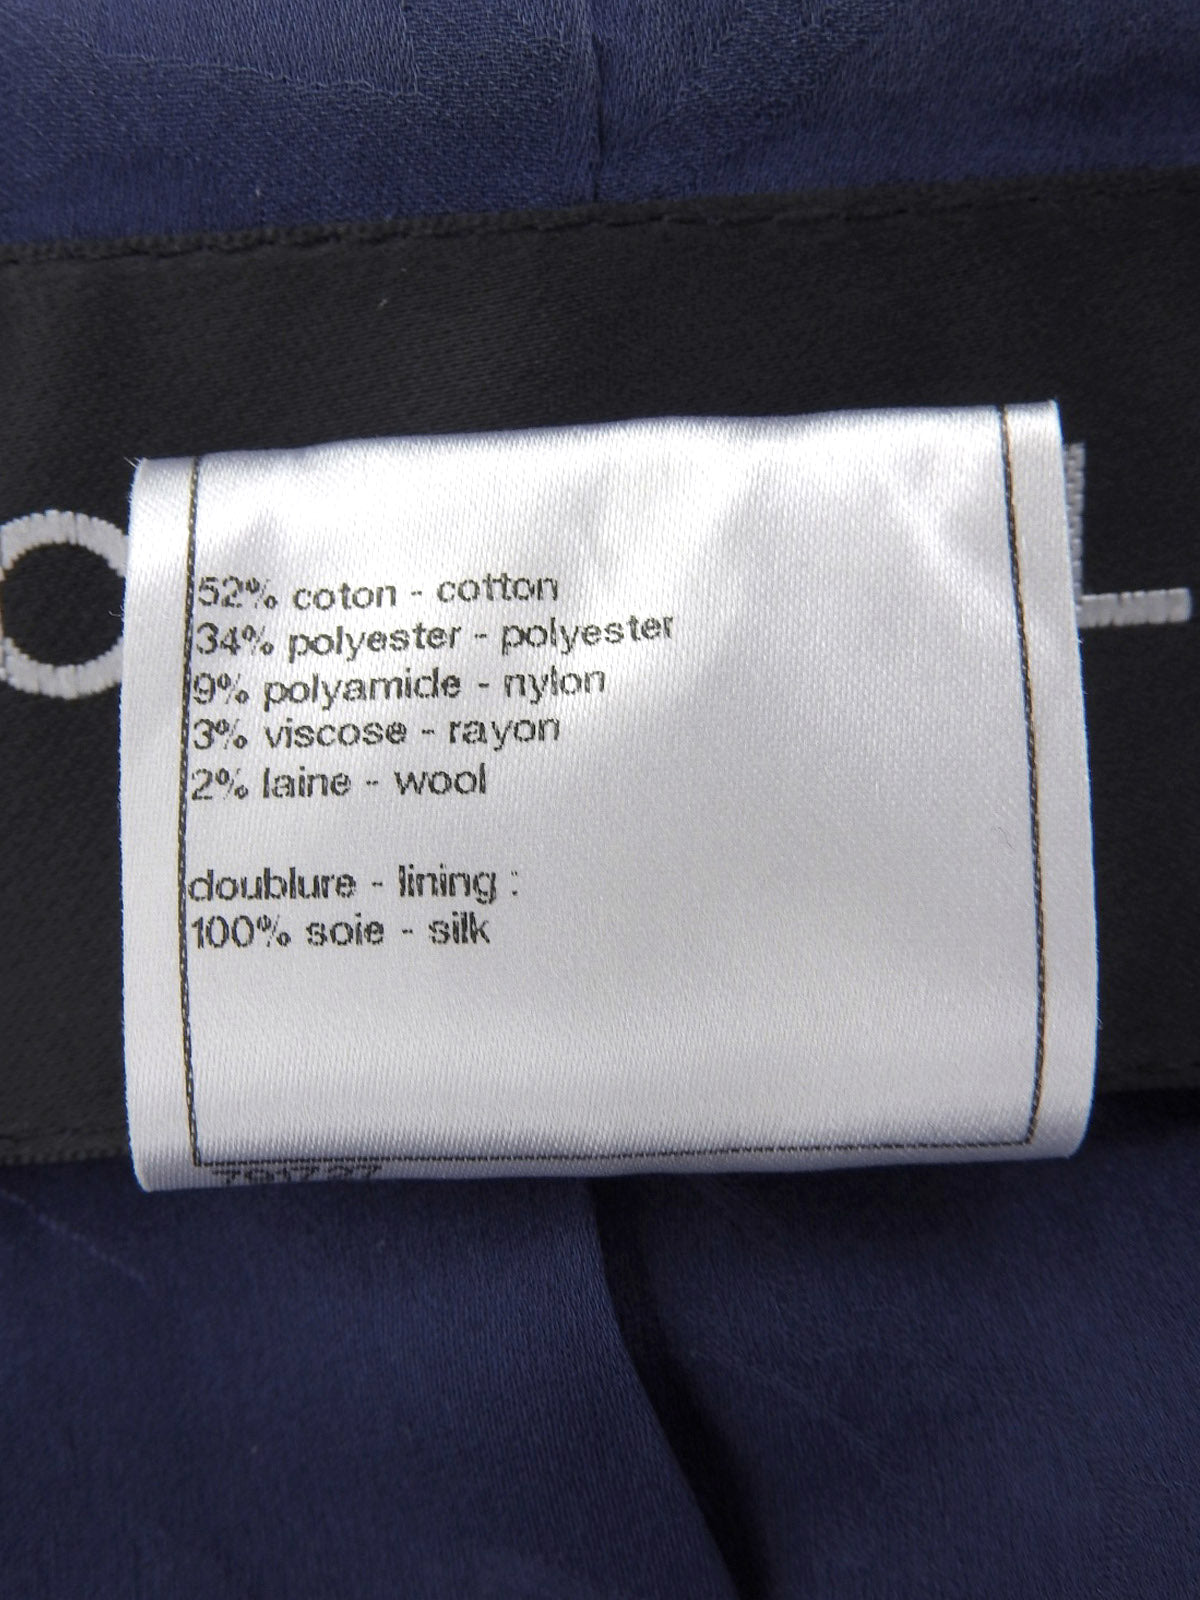 52% coton - cotton
34% polyester - polyester
9% polyamide - nylon
3% viscose - rayon
2% laine - wool
doublure - lining :
100% soie - silk